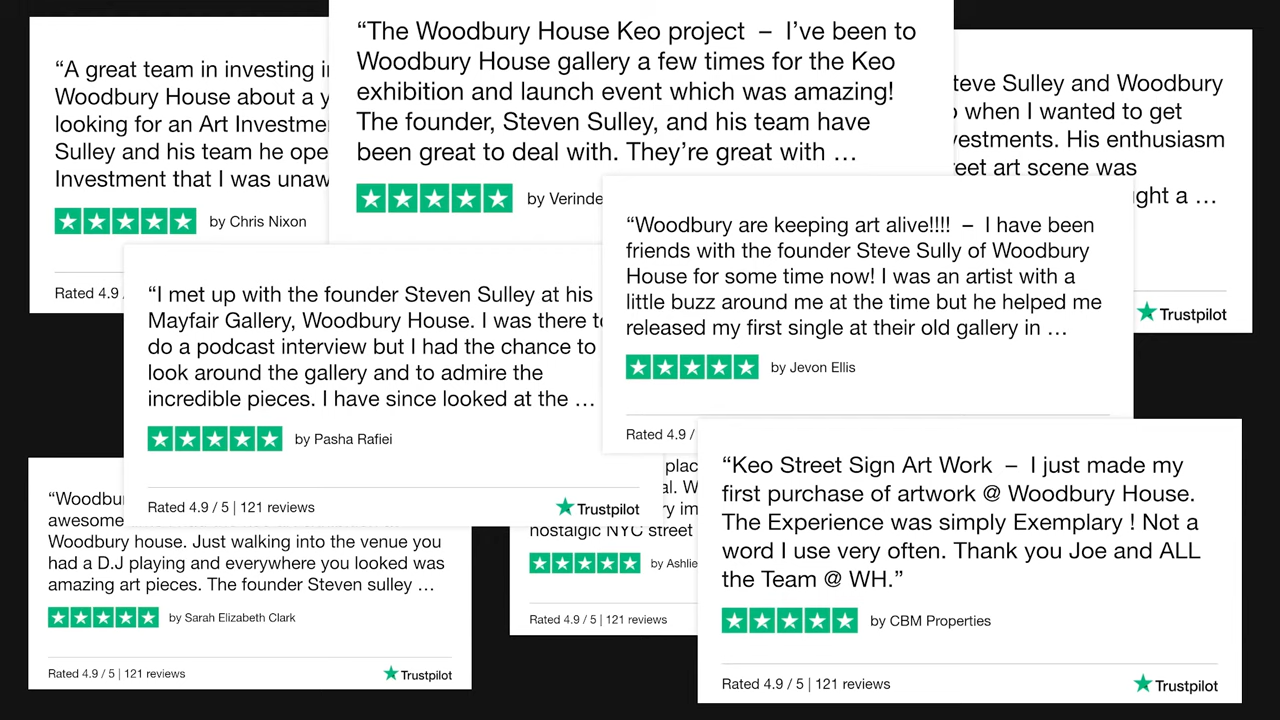 “A great team in investing
Woodbury House about a
looking for an Art
Sulley and his team he
Investment that I was
by Chris Nixon
Rated 4.9
“The Woodbury House Keo project – I’ve been to
Woodbury House gallery a few times for the Keo
exhibition and launch event which was amazing!
The founder, Steven Sulley, and his team have
been great to deal with. They’re great with …
by
Sulley and Woodbury
when I wanted to get
His enthusiasm
art scene was
a …
Trustpilot
“I met up with the founder Steven Sulley at his
Mayfair Gallery, Woodbury House. I was there
do a podcast interview but I had the chance to
look around the gallery and to admire the
incredible pieces. I have since looked at the …
by Pasha Rafiei
Rated 4.9 / 5 | 121 reviews
Trustpilot
“Woodbury are keeping art alive!!!! – I have been
friends with the founder Steve Sully of Woodbury
House for some time now! I was an artist with a
little buzz around me at the time but he helped me
released my first single at their old gallery in …
by Jevon Ellis
Rated 4.9 /
awesome
Woodbury house. Just walking into the venue you
had a D.J playing and everywhere you looked was
amazing art pieces. The founder Steven sulley …
by Sarah Elizabeth Clark
Rated 4.9 / 5 | 121 reviews
Trustpilot
nostalgic NYC street
by
Rated 4.9 / 5 | 121 reviews
“Keo Street Sign Art Work – I just made my
first purchase of artwork @ Woodbury House.
The Experience was simply Exemplary ! Not a
word I use very often. Thank you Joe and ALL
the Team @ WH.”
by CBM Properties
Rated 4.9 / 5 | 121 reviews
Trustpilot